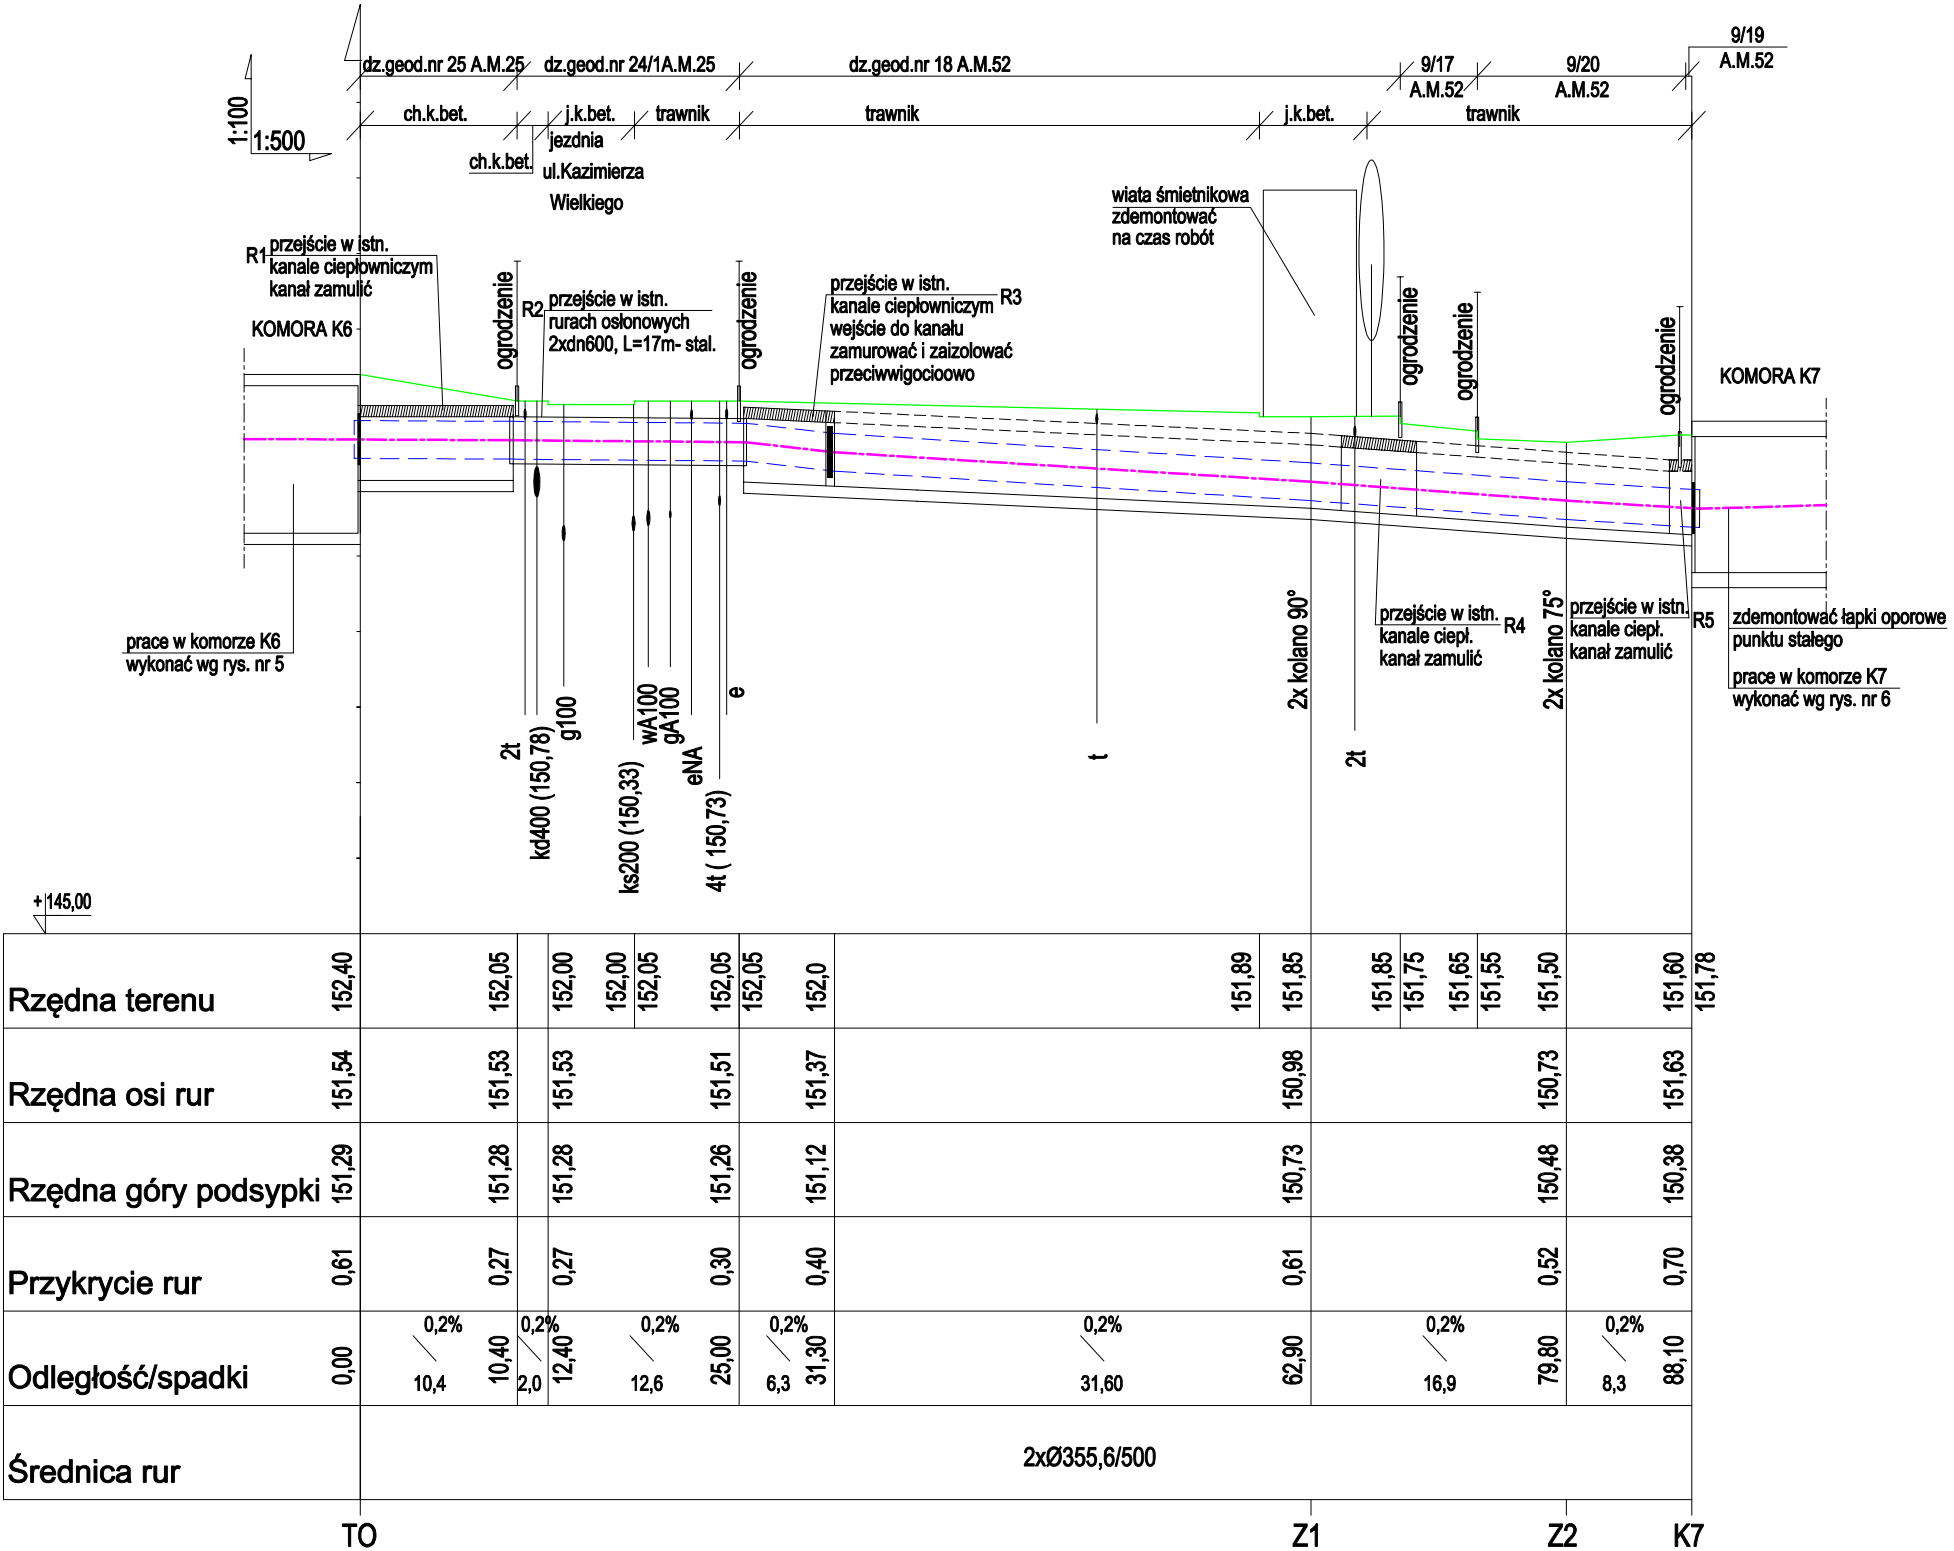 9/19
A.M.52
dz.geod.nr 25 A.M.25
dz.geod.nr 24/1A.M.25
dz.geod.nr 18 A.M.52
9/17
A.M.52
9/20
A.M.52
1:100
1:500
ch.k.bet.
j.k.bet.
trawnik
trawnik
j.k.bet.
trawnik
ch.k.bet.
jezdnia
ul.Kazimierza
Wielkiego
wiata śmietnikowa
zdemontować
na czas robót
R1
przejście w istn.
kanale ciepłowniczym
kanał zamulić
KOMORA K6
ogrodzenie
R2
przejście w istn.
rurach osłonowych
2xdn600, L=17m- stal.
ogrodzenie
przejście w istn.
kanale ciepłowniczym
wejście do kanału
zamurować i zaizolować
przeciwwigocioowo
R3
ogrodzenie
ogrodzenie
ogrodzenie
KOMORA K7
prace w komorze K6
wykonać wg rys. nr 5
2t
kd400 (150,78)
g100
ks200 (150,33)
wA100
gA100
eNA
4t ( 150,73)
e
t
2x kolano 90°
2t
przejście w istn.
kanale ciepł.
kanał zamulić
R4
2x kolano 75°
przejście w istn.
kanale ciepł.
kanał zamulić
R5
zdemontować łapki oporowe
punktu stałego
prace w komorze K7
wykonać wg rys. nr 6
+145,00
Rzędna terenu 152,40 152,05 152,00 152,00 152,05 152,05 152,05 152,0 151,89 151,85 151,85 151,75 151,65 151,55 151,50 151,60 151,78
Rzędna osi rur 151,54 151,53 151,53 151,51 151,37 150,98 150,73 151,63
Rzędna góry podsypki 151,29 151,28 151,28 151,26 151,12 150,73 150,48 150,38
Przykrycie rur 0,61 0,27 0,27 0,30 0,40 0,61 0,52 0,70
0,2% 0,2% 0,2% 0,2% 0,2% 0,2% 0,2%
Odległość/spadki 0,00 10,40 12,40 25,00 31,30 62,90 79,80 88,10
10,4 2,0 12,6 6,3 31,60 16,9 8,3
Średnica rur 2xØ355,6/500
TO Z1 Z2 K7